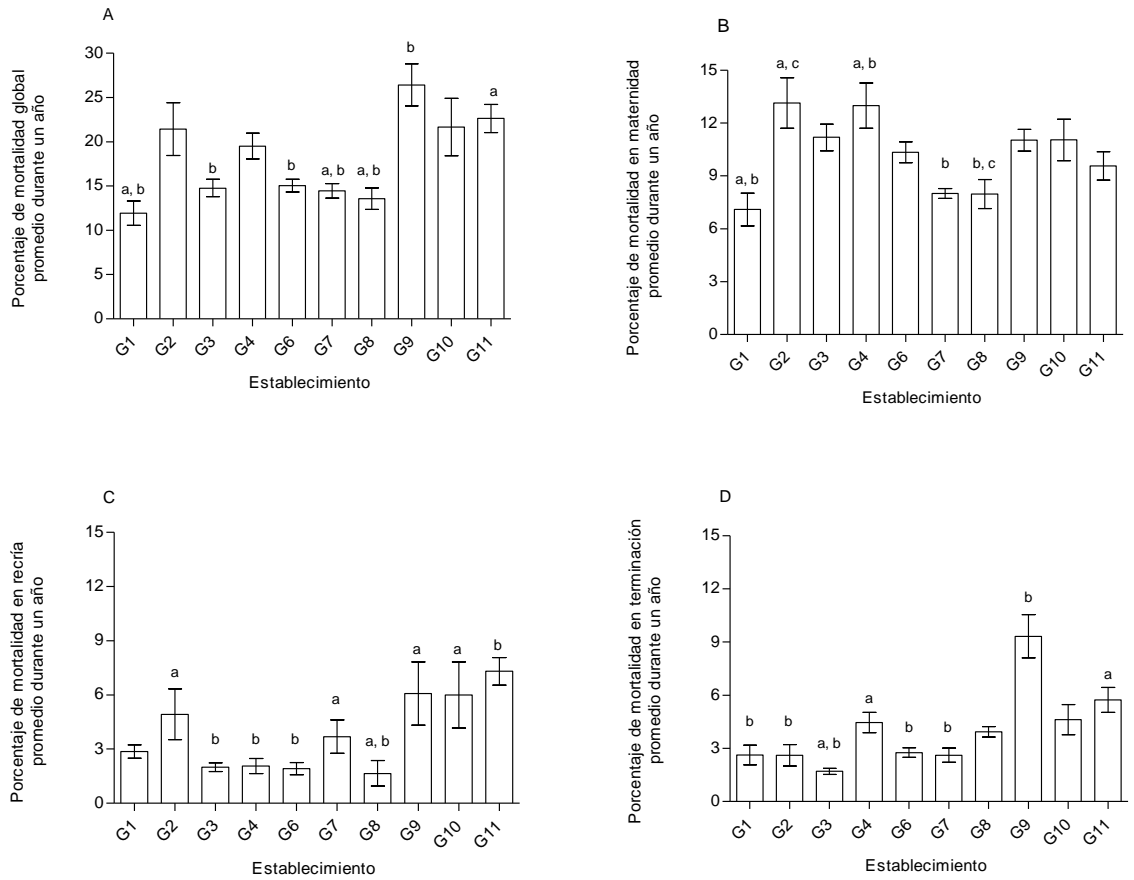 A
Porcentaje de mortalidad global
promedio durante un año
30
25
20
15
10
5
0
a, b
b
b
a, b
a, b
b
a
G1
G2
G3
G4
G6
G7
G8
G9
G10
G11
Establecimiento
B
Porcentaje de mortalidad en maternidad
promedio durante un año
15
12
9
6
3
0
a, b
a, c
a, b
b
b, c
G1
G2
G3
G4
G6
G7
G8
G9
G10
G11
Establecimiento
C
Porcentaje de mortalidad en recría
promedio durante un año
15
12
9
6
3
0
a
b
b
b
a
a, b
a
a
b
G1
G2
G3
G4
G6
G7
G8
G9
G10
G11
Establecimiento
D
Porcentaje de mortalidad en terminación
promedio durante un año
15
12
9
6
3
0
b
b
a, b
a
b
b
b
a
G1
G2
G3
G4
G6
G7
G8
G9
G10
G11
Establecimiento